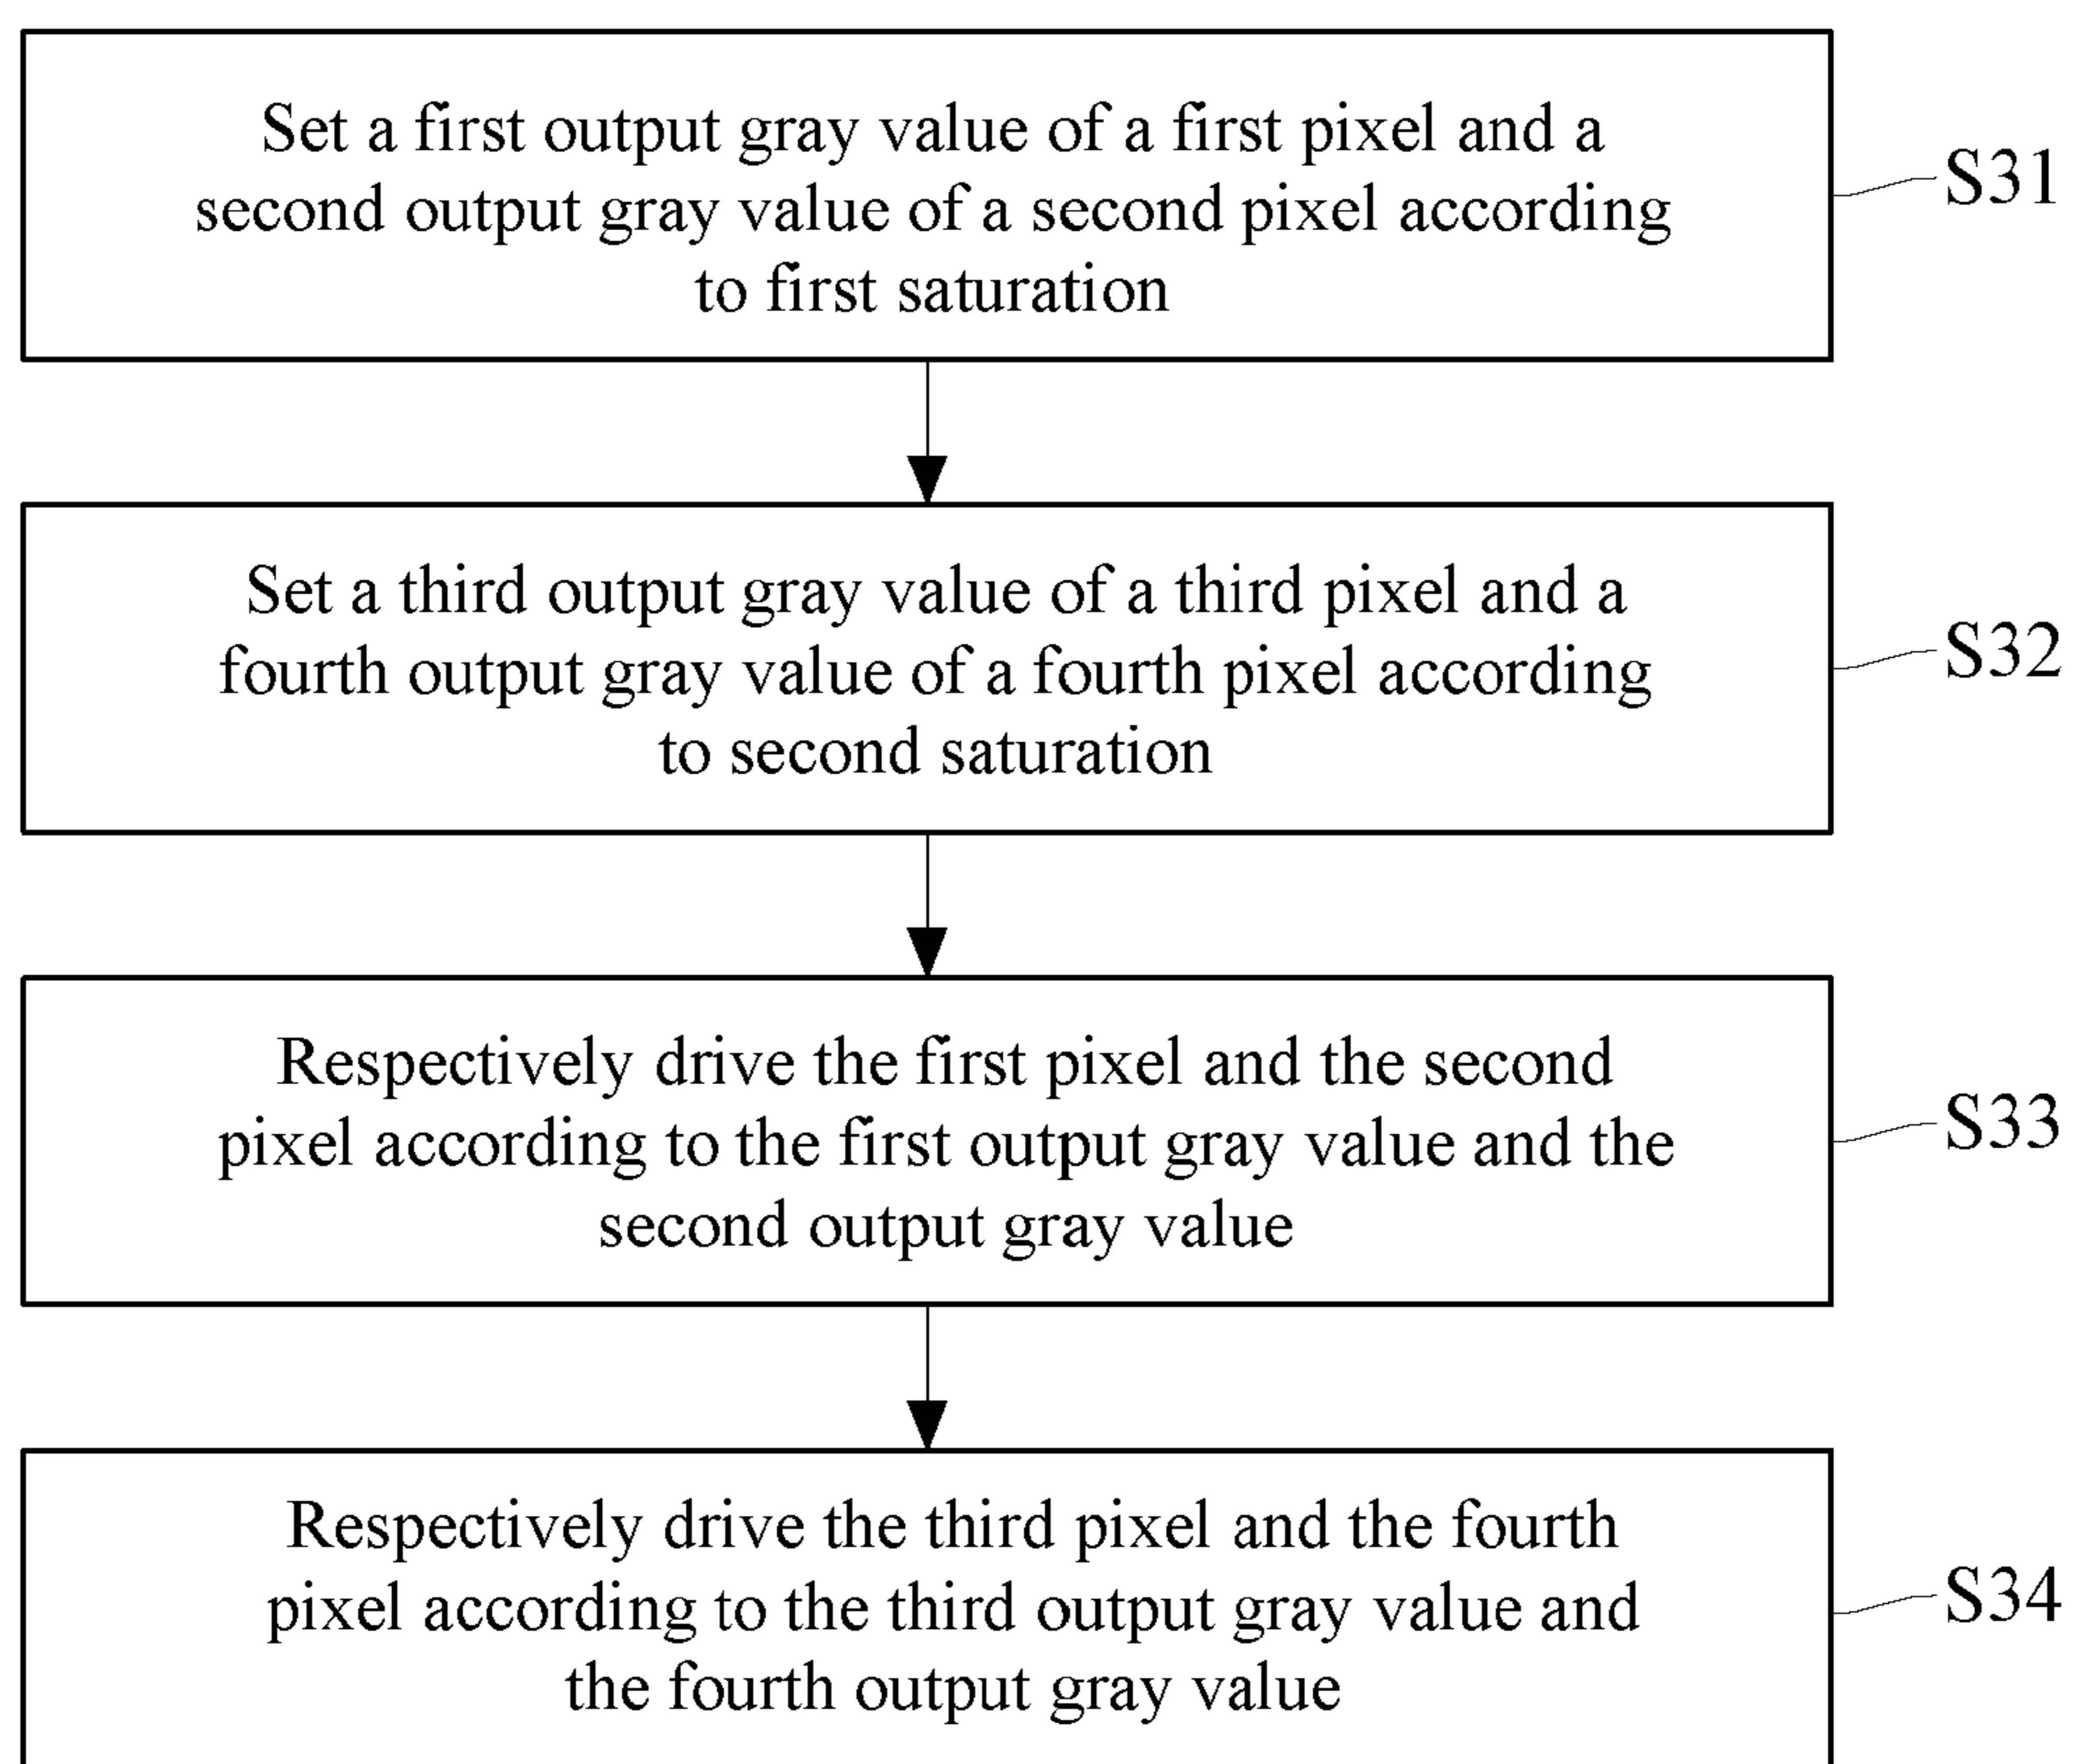 Set a first output gray value of a first pixel and a
second output gray value of a second pixel according
to first saturation
S31
Set a third output gray value of a third pixel and a
fourth output gray value of a fourth pixel according
to second saturation
S32
Respectively drive the first pixel and the second
pixel according to the first output gray value and the
second output gray value
S33
Respectively drive the third pixel and the fourth
pixel according to the third output gray value and
the fourth output gray value
S34